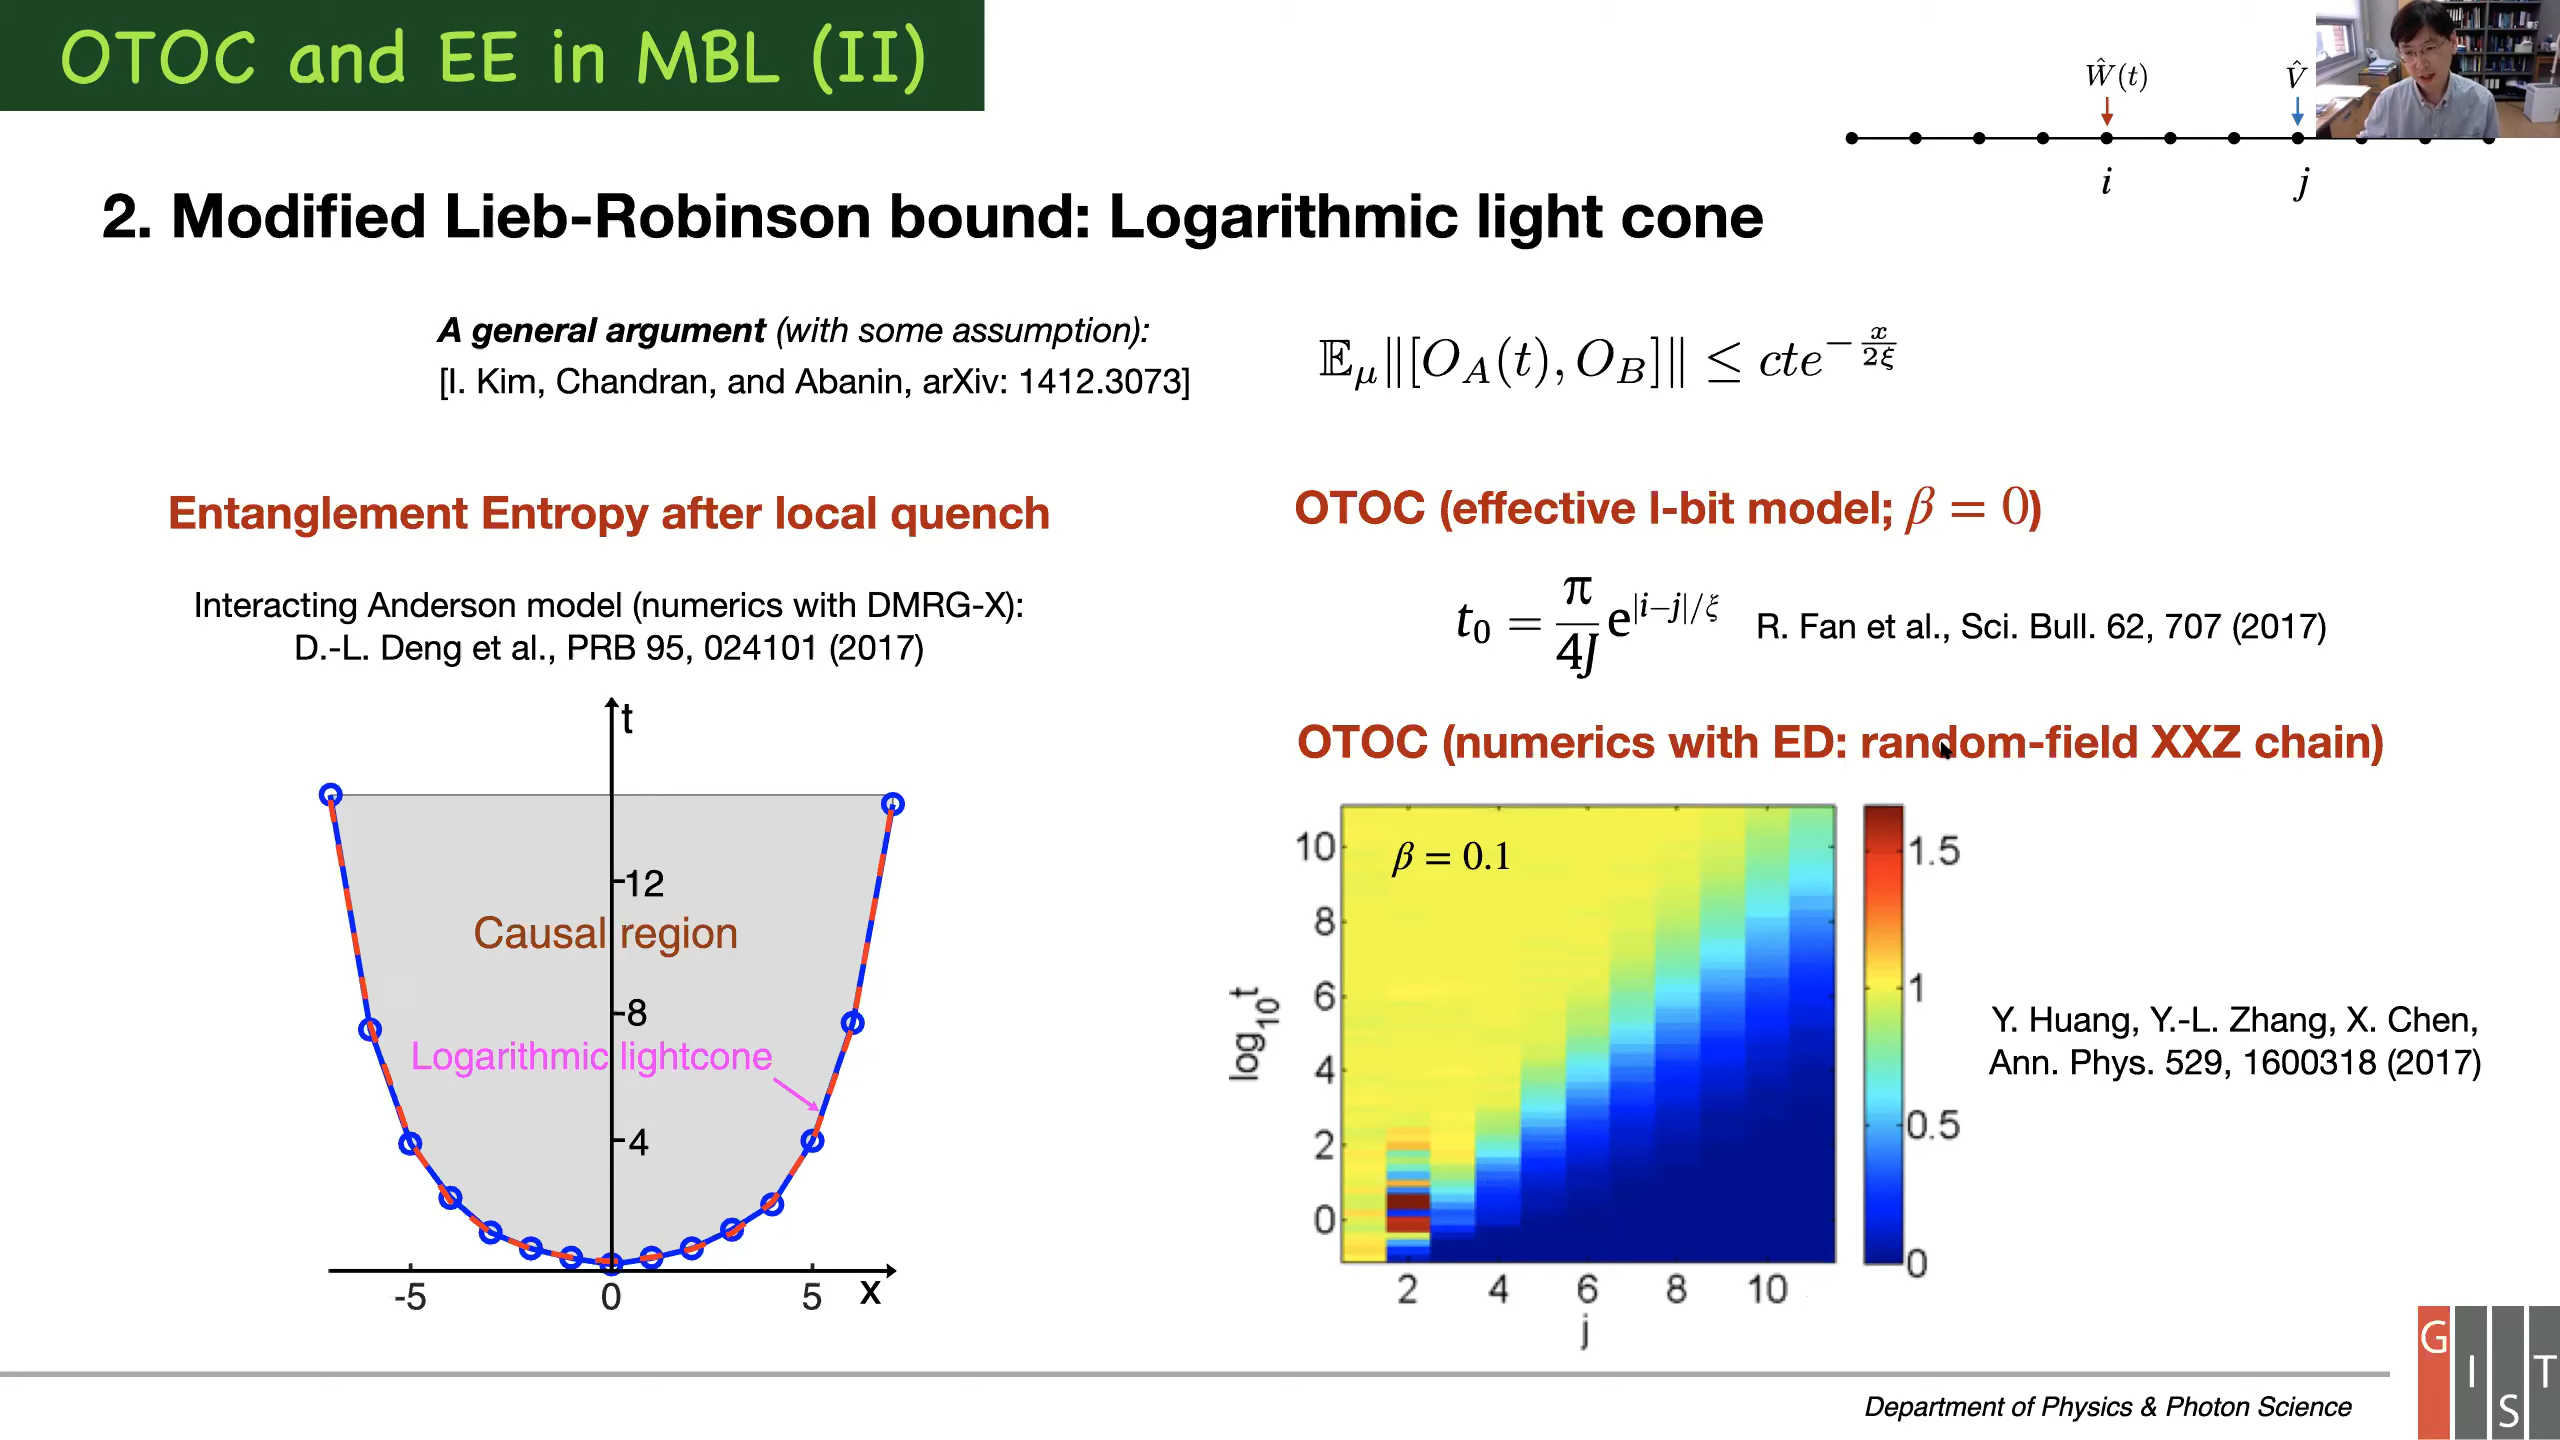 OTOC and EE in MBL (II)
Ŵ(t)
V̂
i
j
2. Modified Lieb-Robinson bound: Logarithmic light cone
A general argument (with some assumption):
[I. Kim, Chandran, and Abanin, arXiv: 1412.3073]
𝔼_μ‖[O_A(t), O_B]‖ ≤ cte^{-x/2ξ}
Entanglement Entropy after local quench
Interacting Anderson model (numerics with DMRG-X):
D.-L. Deng et al., PRB 95, 024101 (2017)
t
12
Causal region
8
Logarithmic lightcone
4
-5
0
5
x
OTOC (effective l-bit model; β = 0)
t₀ = π/4J e^{|i−j|/ξ}
R. Fan et al., Sci. Bull. 62, 707 (2017)
OTOC (numerics with ED: random-field XXZ chain)
β = 0.1
log₁₀t
10
8
6
4
2
0
2
4
6
8
10
j
1.5
1
0.5
0
Y. Huang, Y.-L. Zhang, X. Chen,
Ann. Phys. 529, 1600318 (2017)
Department of Physics & Photon Science
GIST